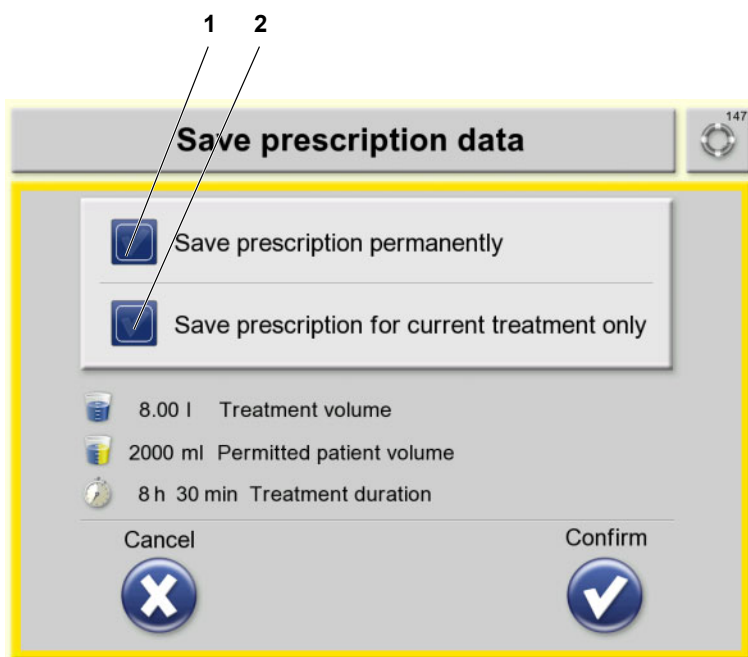 1 2
Save prescription data
147
Save prescription permanently
Save prescription for current treatment only
8.00 l Treatment volume
2000 ml Permitted patient volume
8 h 30 min Treatment duration
Cancel Confirm